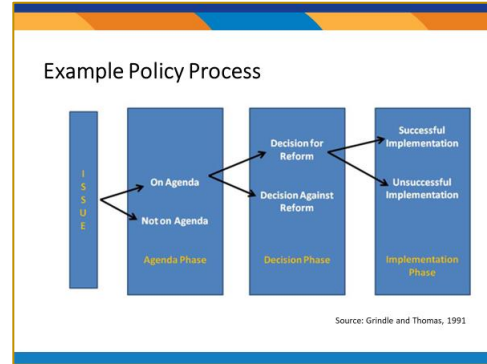 Example Policy Process
ISSUE
On Agenda
Not on Agenda
Agenda Phase
Decision for
Reform
Decision Against
Reform
Decision Phase
Successful
Implementation
Unsuccessful
Implementation
Implementation
Phase
Source: Grindle and Thomas, 1991